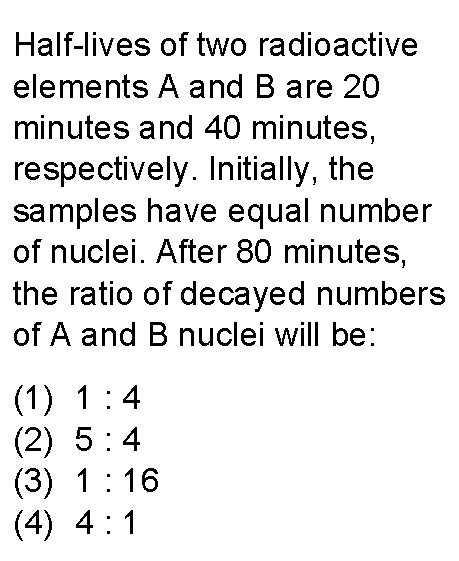 Half-lives of two radioactive
elements A and B are 20
minutes and 40 minutes,
respectively. Initially, the
samples have equal number
of nuclei. After 80 minutes,
the ratio of decayed numbers
of A and B nuclei will be:
(1) 1 : 4
(2) 5 : 4
(3) 1 : 16
(4) 4 : 1